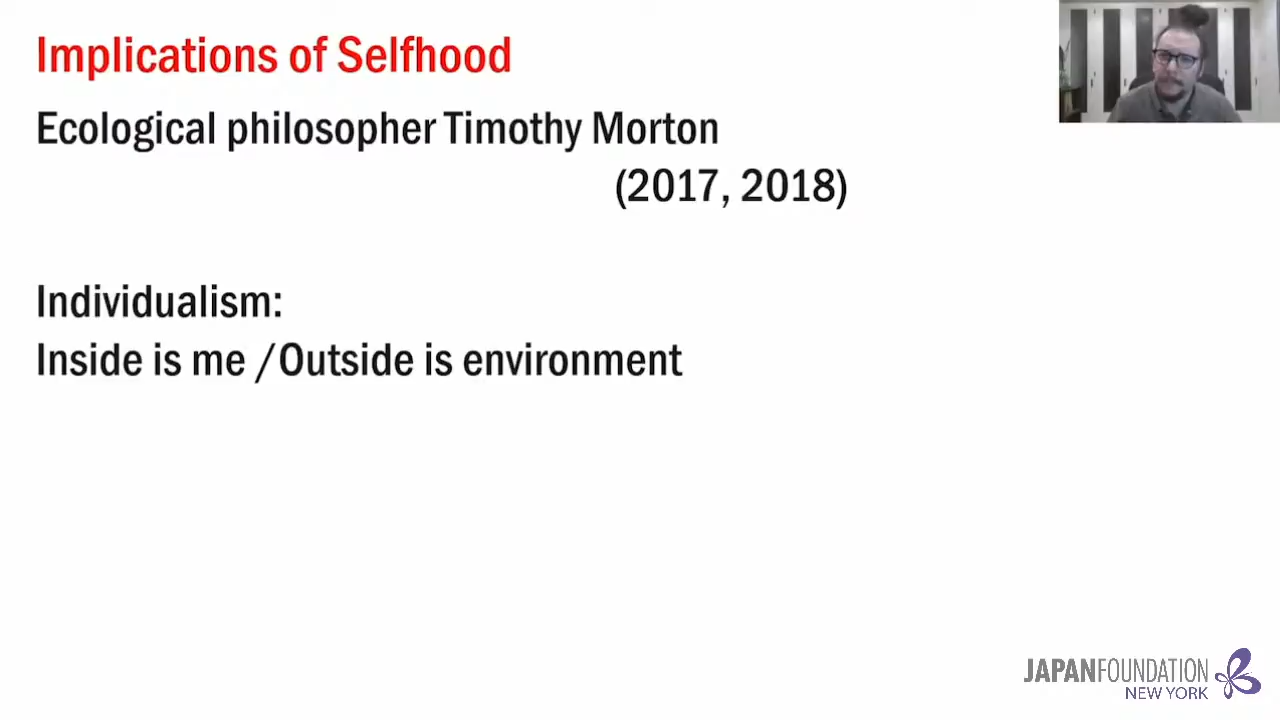 Implications of Selfhood
Ecological philosopher Timothy Morton
(2017, 2018)
Individualism:
Inside is me /Outside is environment
JAPANFOUNDATION
NEW YORK